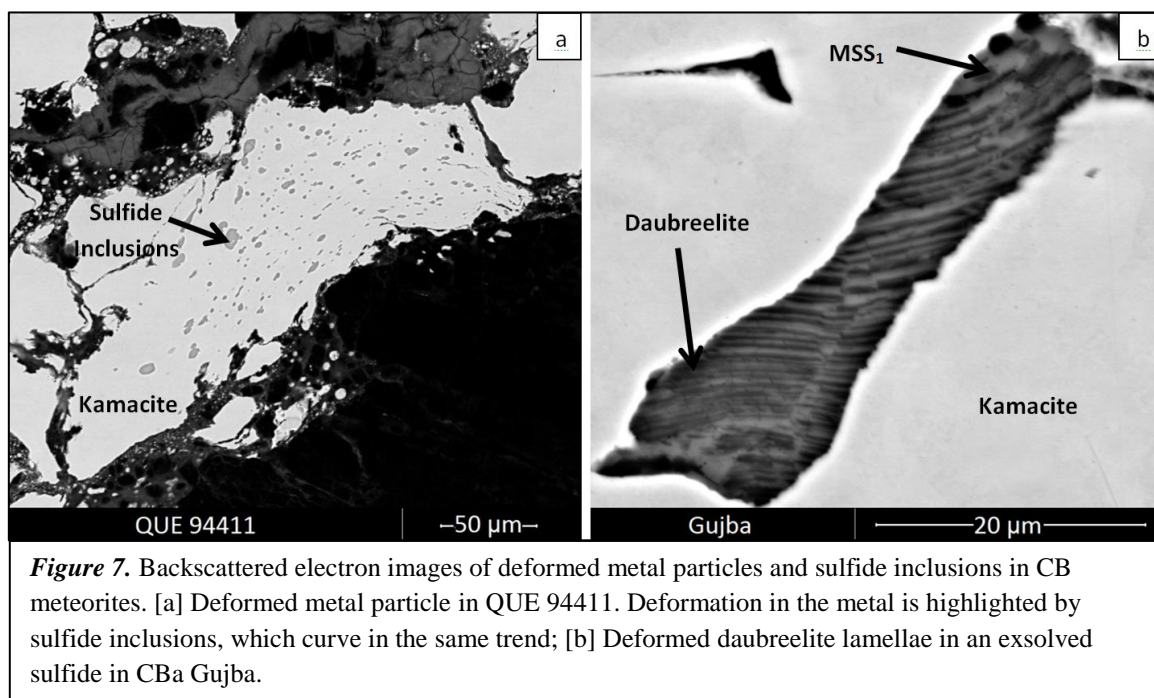 a
Sulfide
Inclusions
Kamacite
QUE 94411
50 µm
b
MSS₁
Daubreelite
Kamacite
Gujba
20 µm
Figure 7. Backscattered electron images of deformed metal particles and sulfide inclusions in CB
meteorites. [a] Deformed metal particle in QUE 94411. Deformation in the metal is highlighted by
sulfide inclusions, which curve in the same trend; [b] Deformed daubreelite lamellae in an exsolved
sulfide in CBa Gujba.